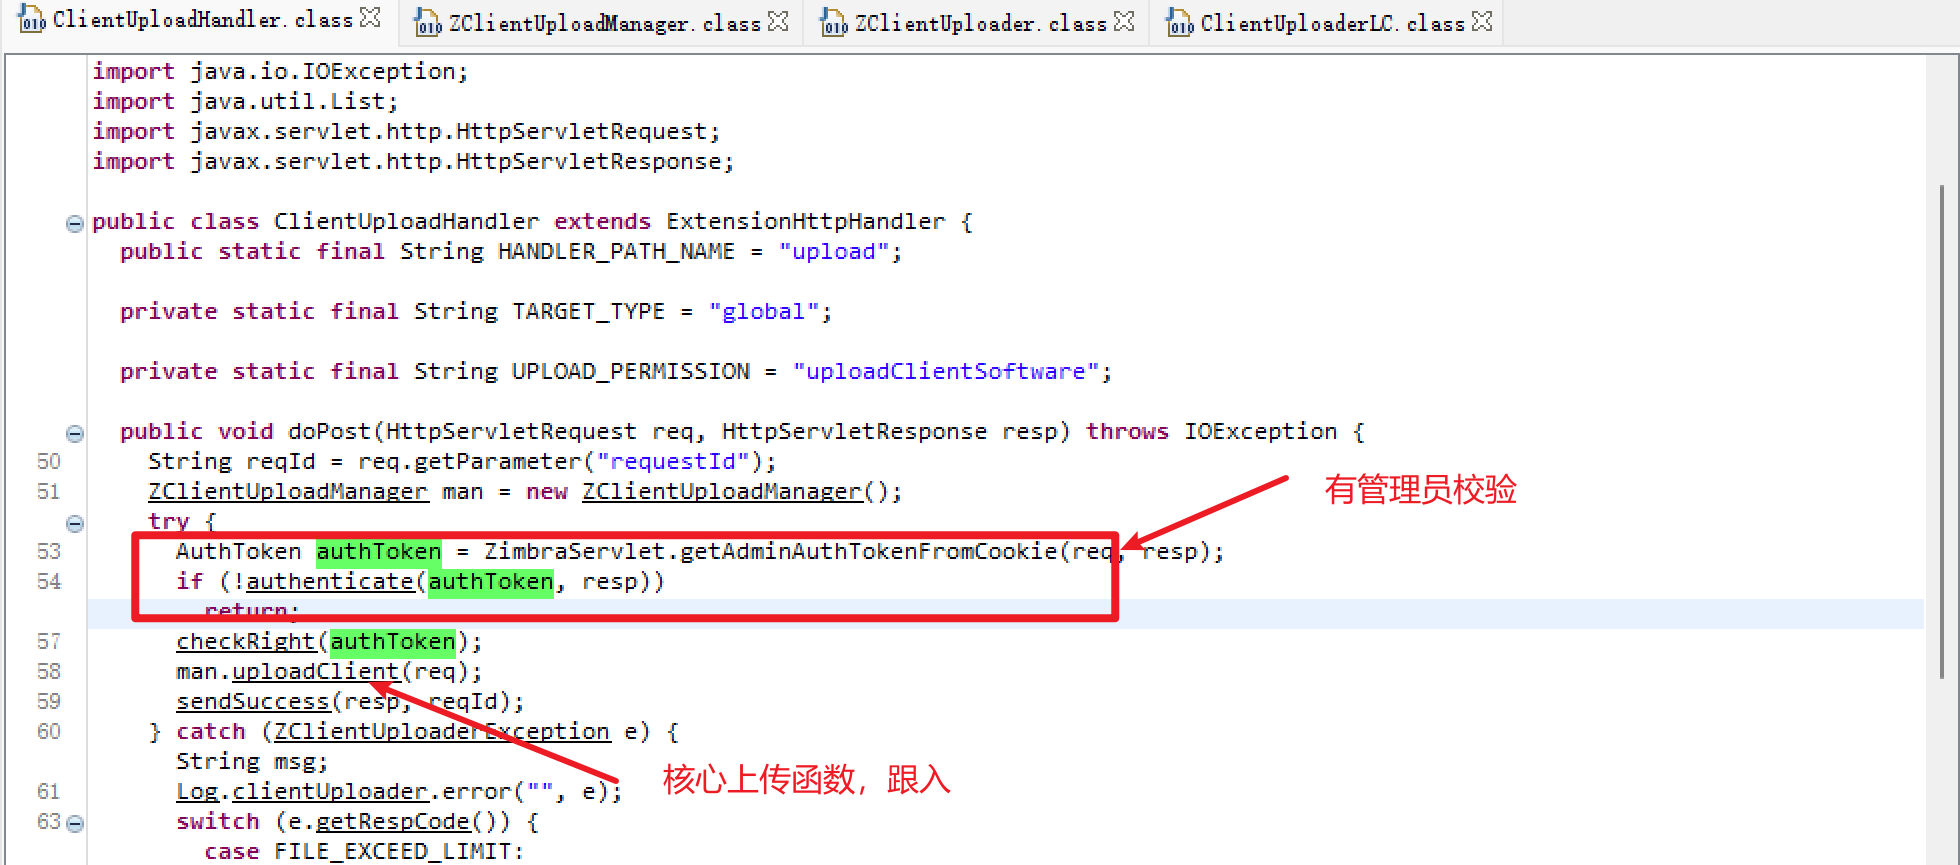 ClientUploadHandler.class ZClientUploadManager.class ZClientUploader.class ClientUploaderLC.class
import java.io.IOException;
import java.util.List;
import javax.servlet.http.HttpServletRequest;
import javax.servlet.http.HttpServletResponse;
public class ClientUploadHandler extends ExtensionHttpHandler {
public static final String HANDLER_PATH_NAME = "upload";
private static final String TARGET_TYPE = "global";
private static final String UPLOAD_PERMISSION = "uploadClientSoftware";
public void doPost(HttpServletRequest req, HttpServletResponse resp) throws IOException {
50 String reqId = req.getParameter("requestId");
有管理员校验
51 ZClientUploadManager man = new ZClientUploadManager();
try {
53 AuthToken authToken = ZimbraServlet.getAdminAuthTokenFromCookie(req, resp);
54 if (!authenticate(authToken, resp))
return;
57 checkRight(authToken);
58 man.uploadClient(req);
59 sendSuccess(resp, reqId);
60 } catch (ZClientUploaderException e) {
String msg;
核心上传函数，跟入
61 Log.clientUploader.error("", e);
63 switch (e.getRespCode()) {
case FILE_EXCEED_LIMIT: